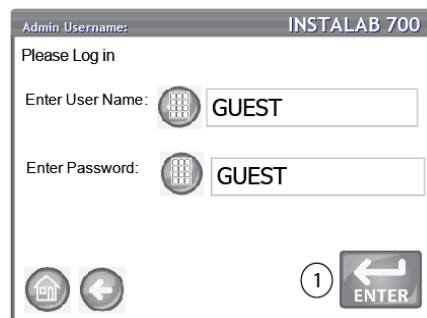 Admin Username: INSTALAB 700
Please Log in
Enter User Name: GUEST
Enter Password: GUEST
1 ENTER